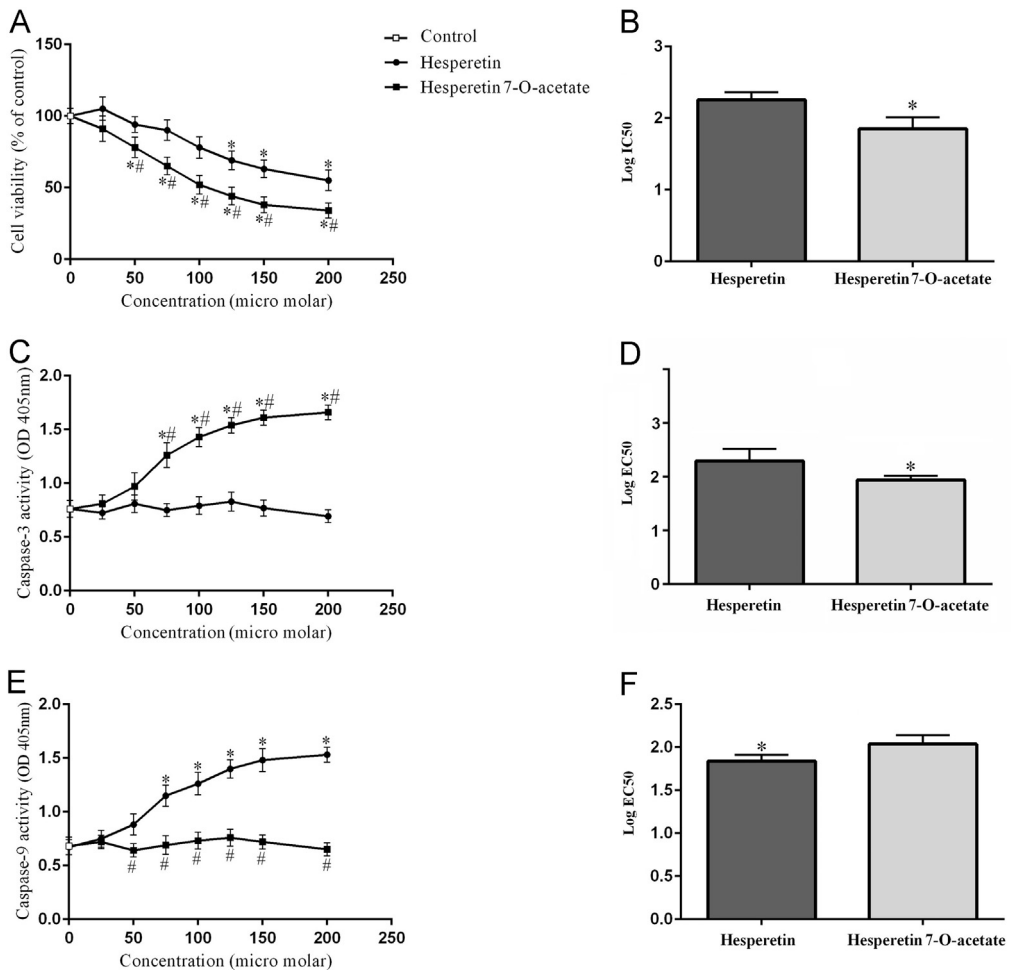 A
Cell viability (% of control)
150
100
50
0
0 50 100 150 200 250
Concentration (micro molar)
* * *
*# *# *# *# *# *#
Control
Hesperetin
Hesperetin 7-O-acetate
B
Log IC50
3
2
1
0
*
Hesperetin Hesperetin 7-O-acetate
C
Caspase-3 activity (OD 405nm)
2.0
1.5
1.0
0.5
0.0
*# *# *# *# *#
0 50 100 150 200 250
Concentration (micro molar)
D
Log EC50
3
2
1
0
*
Hesperetin Hesperetin 7-O-acetate
E
Caspase-9 activity (OD 405nm)
2.0
1.5
1.0
0.5
0.0
* * * * * *
# # # # # #
0 50 100 150 200 250
Concentration (micro molar)
F
Log EC50
2.5
2.0
1.5
1.0
0.5
0.0
*
Hesperetin Hesperetin 7-O-acetate